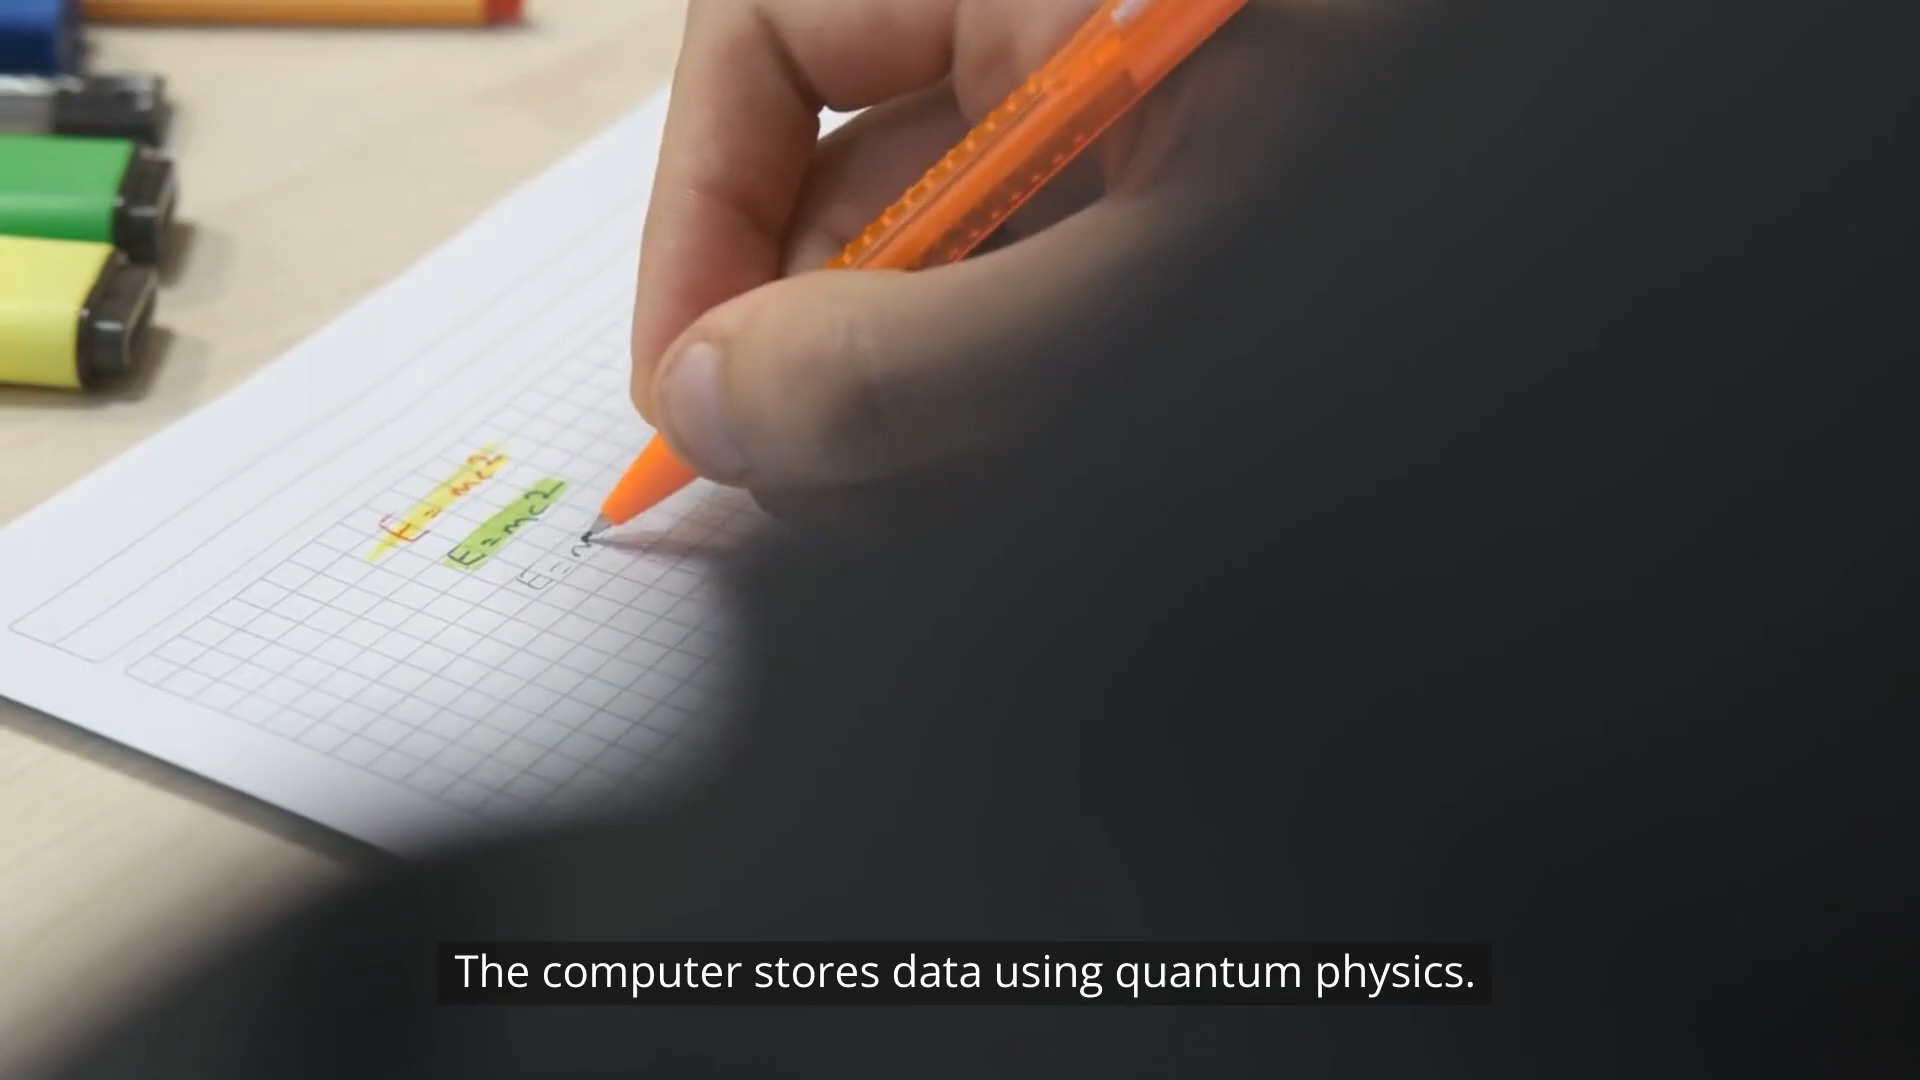 E=mc2
E=mc2
E=m
The computer stores data using quantum physics.